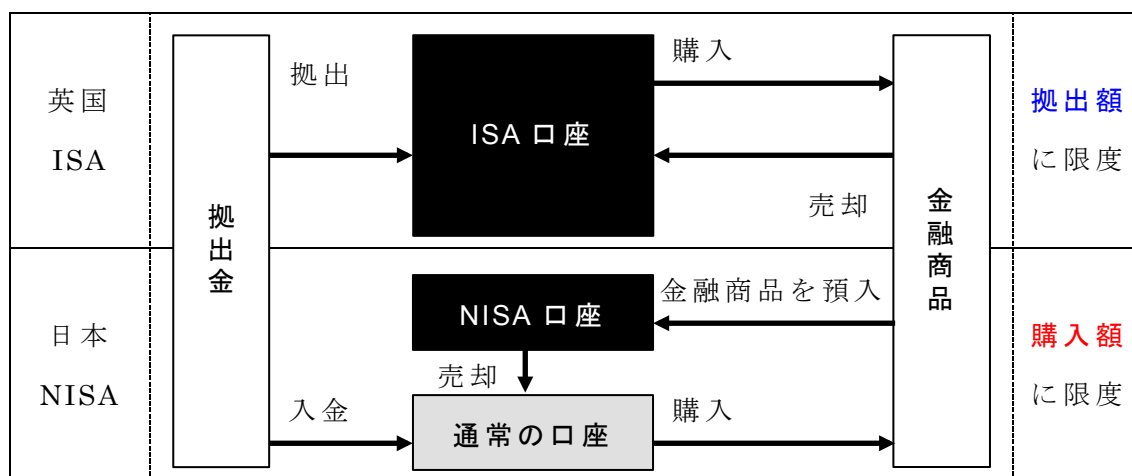 英国
ISA
拠出金
拠出
ISA 口座
購入
売却
金融商品
拠出額
に限度
日本
NISA
入金
NISA 口座
売却
通常の口座
金融商品を預入
購入
購入額
に限度